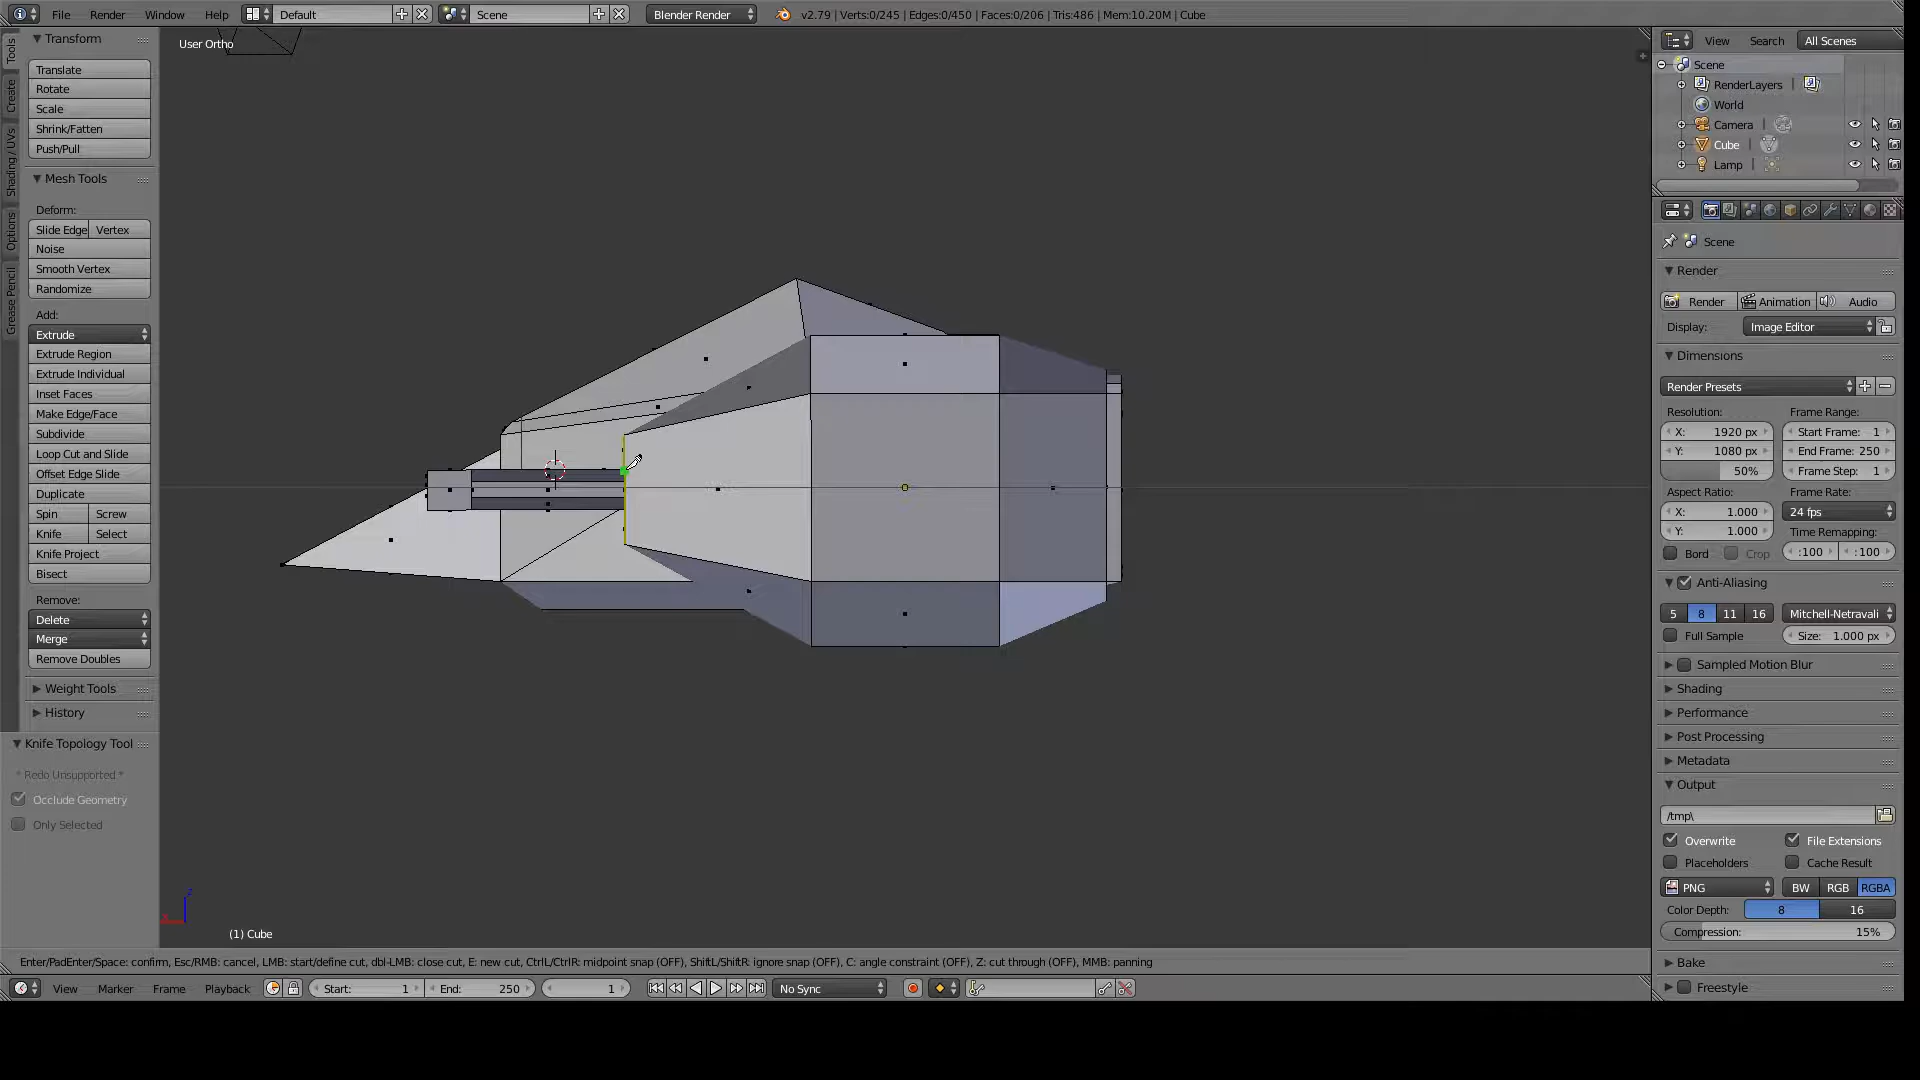 File Render Window Help Default Scene Blender Render v2.79 | Verts:0/245 | Edges:0/450 | Faces:0/206 | Tris:486 | Mem:10.20M | Cube
Tools
Create
Shading / UVs
Options
Grease Pencil
Transform
Translate
Rotate
Scale
Shrink/Fatten
Push/Pull
Mesh Tools
Deform:
Slide Edge Vertex
Noise
Smooth Vertex
Randomize
Add:
Extrude
Extrude Region
Extrude Individual
Inset Faces
Make Edge/Face
Subdivide
Loop Cut and Slide
Offset Edge Slide
Duplicate
Spin Screw
Knife Select
Knife Project
Bisect
Remove:
Delete
Merge
Remove Doubles
Weight Tools
History
Knife Topology Tool
* Redo Unsupported *
Occlude Geometry
Only Selected
User Ortho
z
x
(1) Cube
Enter/PadEnter/Space: confirm, Esc/RMB: cancel, LMB: start/define cut, dbl-LMB: close cut, E: new cut, CtrlL/CtrlR: midpoint snap (OFF), ShiftL/ShiftR: ignore snap (OFF), C: angle constraint (OFF), Z: cut through (OFF), MMB: panning
View Marker Frame Playback Start: 1 End: 250 1 No Sync
View Search All Scenes
Scene
RenderLayers |
World
Camera |
Cube |
Lamp |
Scene
Render
Render Animation Audio
Display: Image Editor
Dimensions
Render Presets
Resolution: Frame Range:
X: 1920 px Start Frame: 1
Y: 1080 px End Frame: 250
50% Frame Step: 1
Aspect Ratio: Frame Rate:
X: 1.000 24 fps
Y: 1.000 Time Remapping:
Bord Crop :100 :100
Anti-Aliasing
5 8 11 16 Mitchell-Netravali
Full Sample Size: 1.000 px
Sampled Motion Blur
Shading
Performance
Post Processing
Metadata
Output
/tmp\
Overwrite File Extensions
Placeholders Cache Result
PNG BW RGB RGBA
Color Depth: 8 16
Compression: 15%
Bake
Freestyle